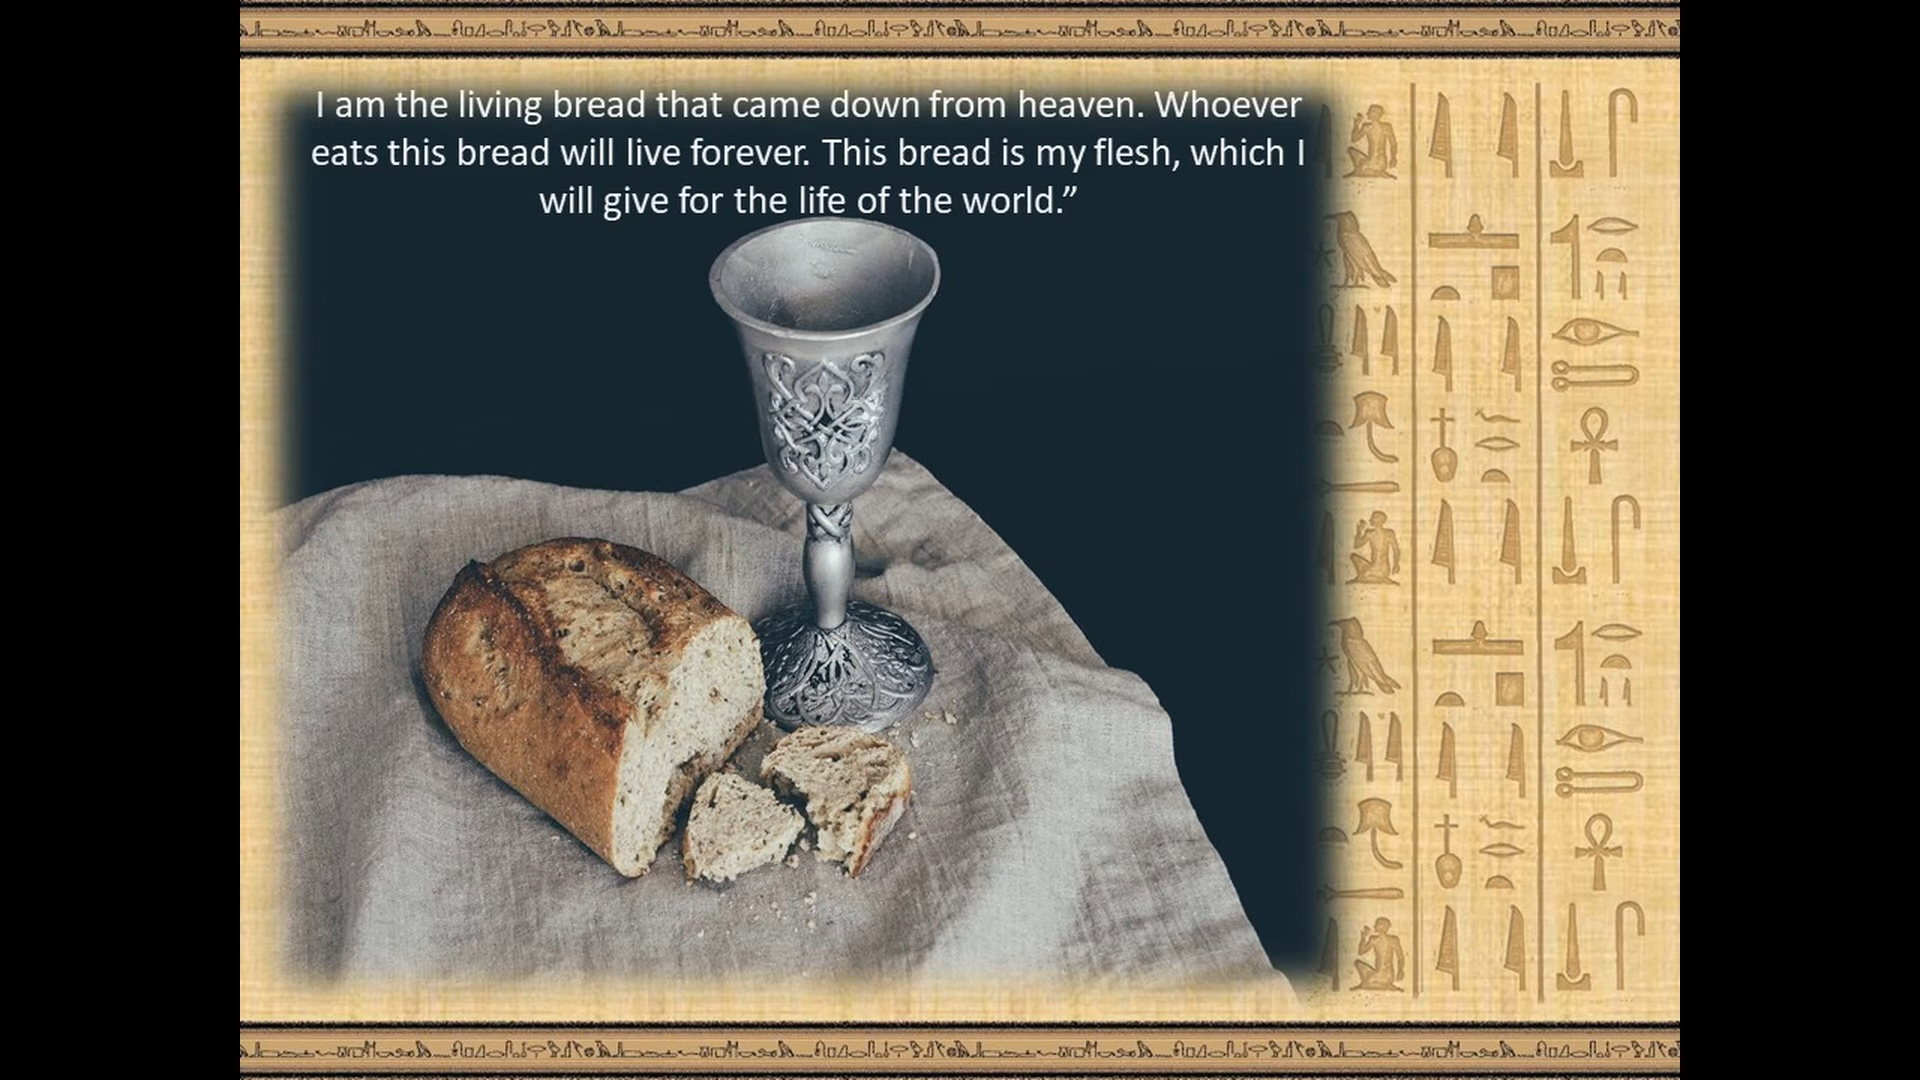 I am the living bread that came down from heaven. Whoever
eats this bread will live forever. This bread is my flesh, which I
will give for the life of the world.”